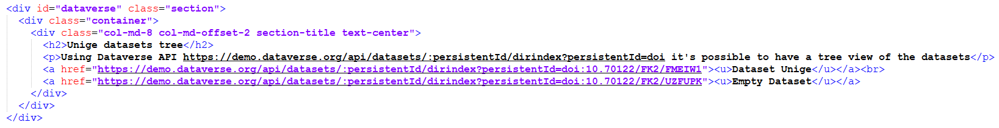 <div id="dataverse" class="section">
<div class="container">
<div class="col-md-8 col-md-offset-2 section-title text-center">
<h2>Unige datasets tree</h2>
<p>Using Dataverse API https://demo.dataverse.org/api/datasets/:persistentId/dirindex?persistentId=doi it's possible to have a tree view of the datasets</p>
<a href="https://demo.dataverse.org/api/datasets/:persistentId/dirindex?persistentId=doi:10.70122/FK2/FMEIW1"><u>Dataset Unige</u></a><br>
<a href="https://demo.dataverse.org/api/datasets/:persistentId/dirindex?persistentId=doi:10.70122/FK2/UZFUPK"><u>Empty Dataset</u></a>
</div>
</div>
</div>